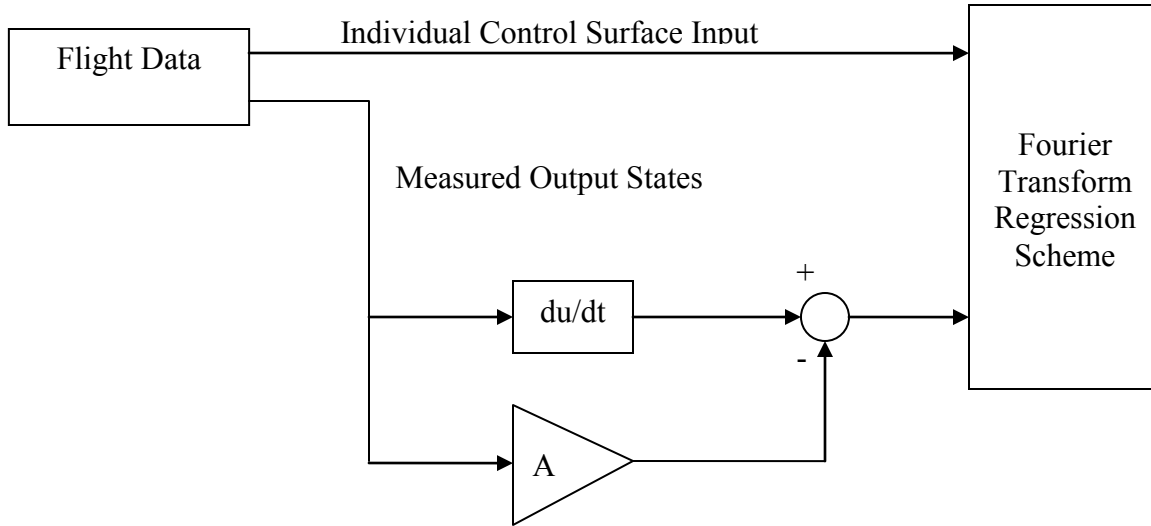 Individual Control Surface Input
Flight Data
Measured Output States
Fourier
Transform
Regression
Scheme
+
du/dt
-
A